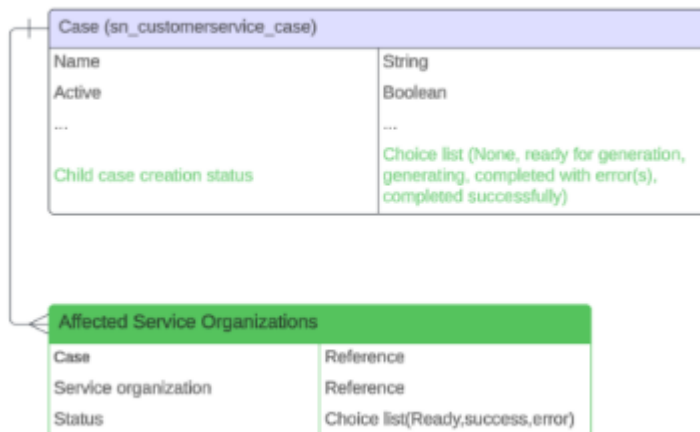 Case (sn_customerservice_case)
Name String
Active Boolean
... ...
Child case creation status
Choice list (None, ready for generation,
generating, completed with error(s),
completed successfully)
Affected Service Organizations
Case Reference
Service organization Reference
Status Choice list(Ready,success,error)